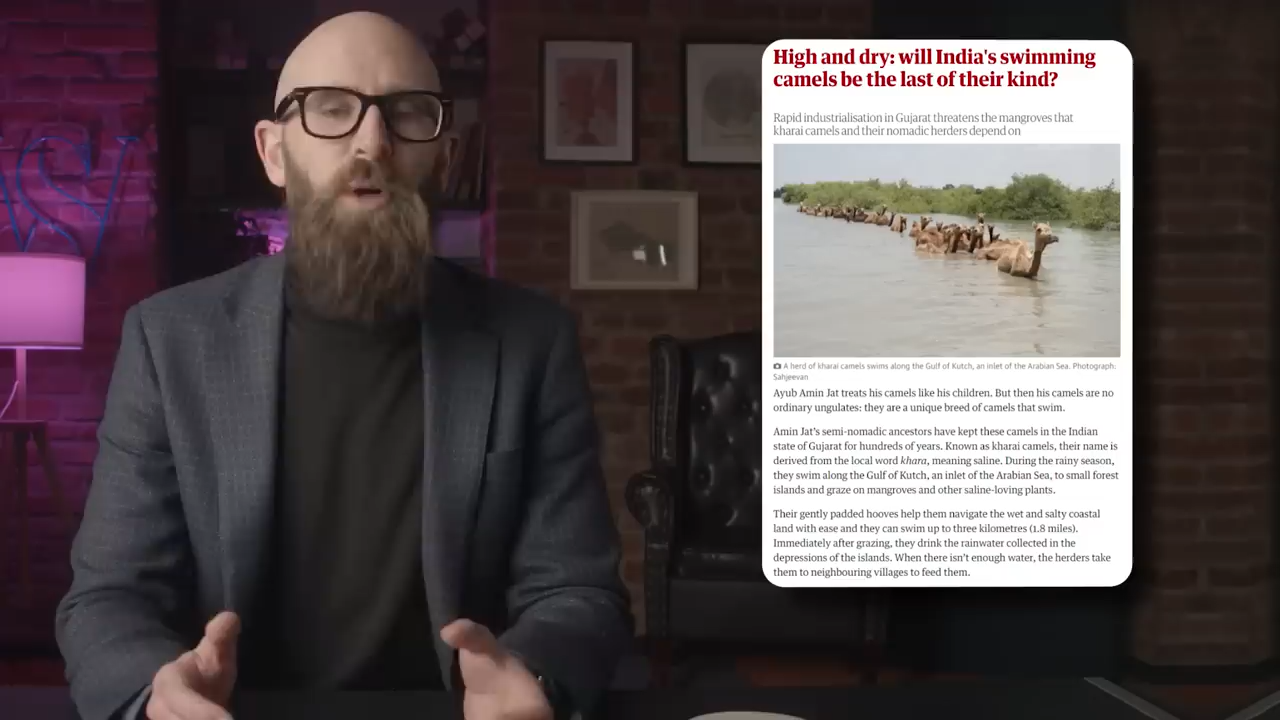 High and dry: will India's swimming
camels be the last of their kind?
Rapid industrialisation in Gujarat threatens the mangroves that
kharai camels and their nomadic herders depend on
A herd of kharai camels swims along the Gulf of Kutch, an inlet of the Arabian Sea. Photograph:
Sahjeevan
Ayub Amin Jat treats his camels like his children. But then his camels are no
ordinary ungulates: they are a unique breed of camels that swim.
Amin Jat’s semi-nomadic ancestors have kept these camels in the Indian
state of Gujarat for hundreds of years. Known as kharai camels, their name is
derived from the local word khara, meaning saline. During the rainy season,
they swim along the Gulf of Kutch, an inlet of the Arabian Sea, to small forest
islands and graze on mangroves and other saline-loving plants.
Their gently padded hooves help them navigate the wet and salty coastal
land with ease and they can swim up to three kilometres (1.8 miles).
Immediately after grazing, they drink the rainwater collected in the
depressions of the islands. When there isn’t enough water, the herders take
them to neighbouring villages to feed them.